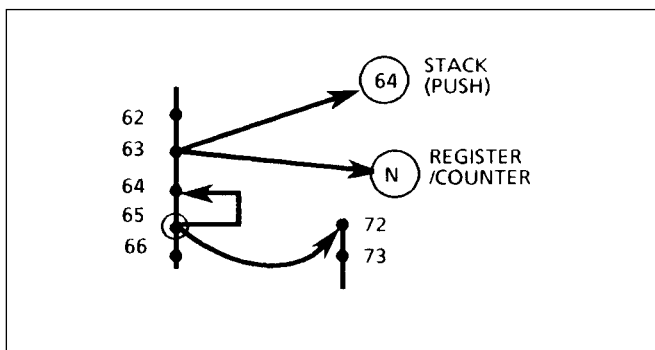 64
STACK
(PUSH)
62
63
64
65
66
N
REGISTER
/COUNTER
72
73